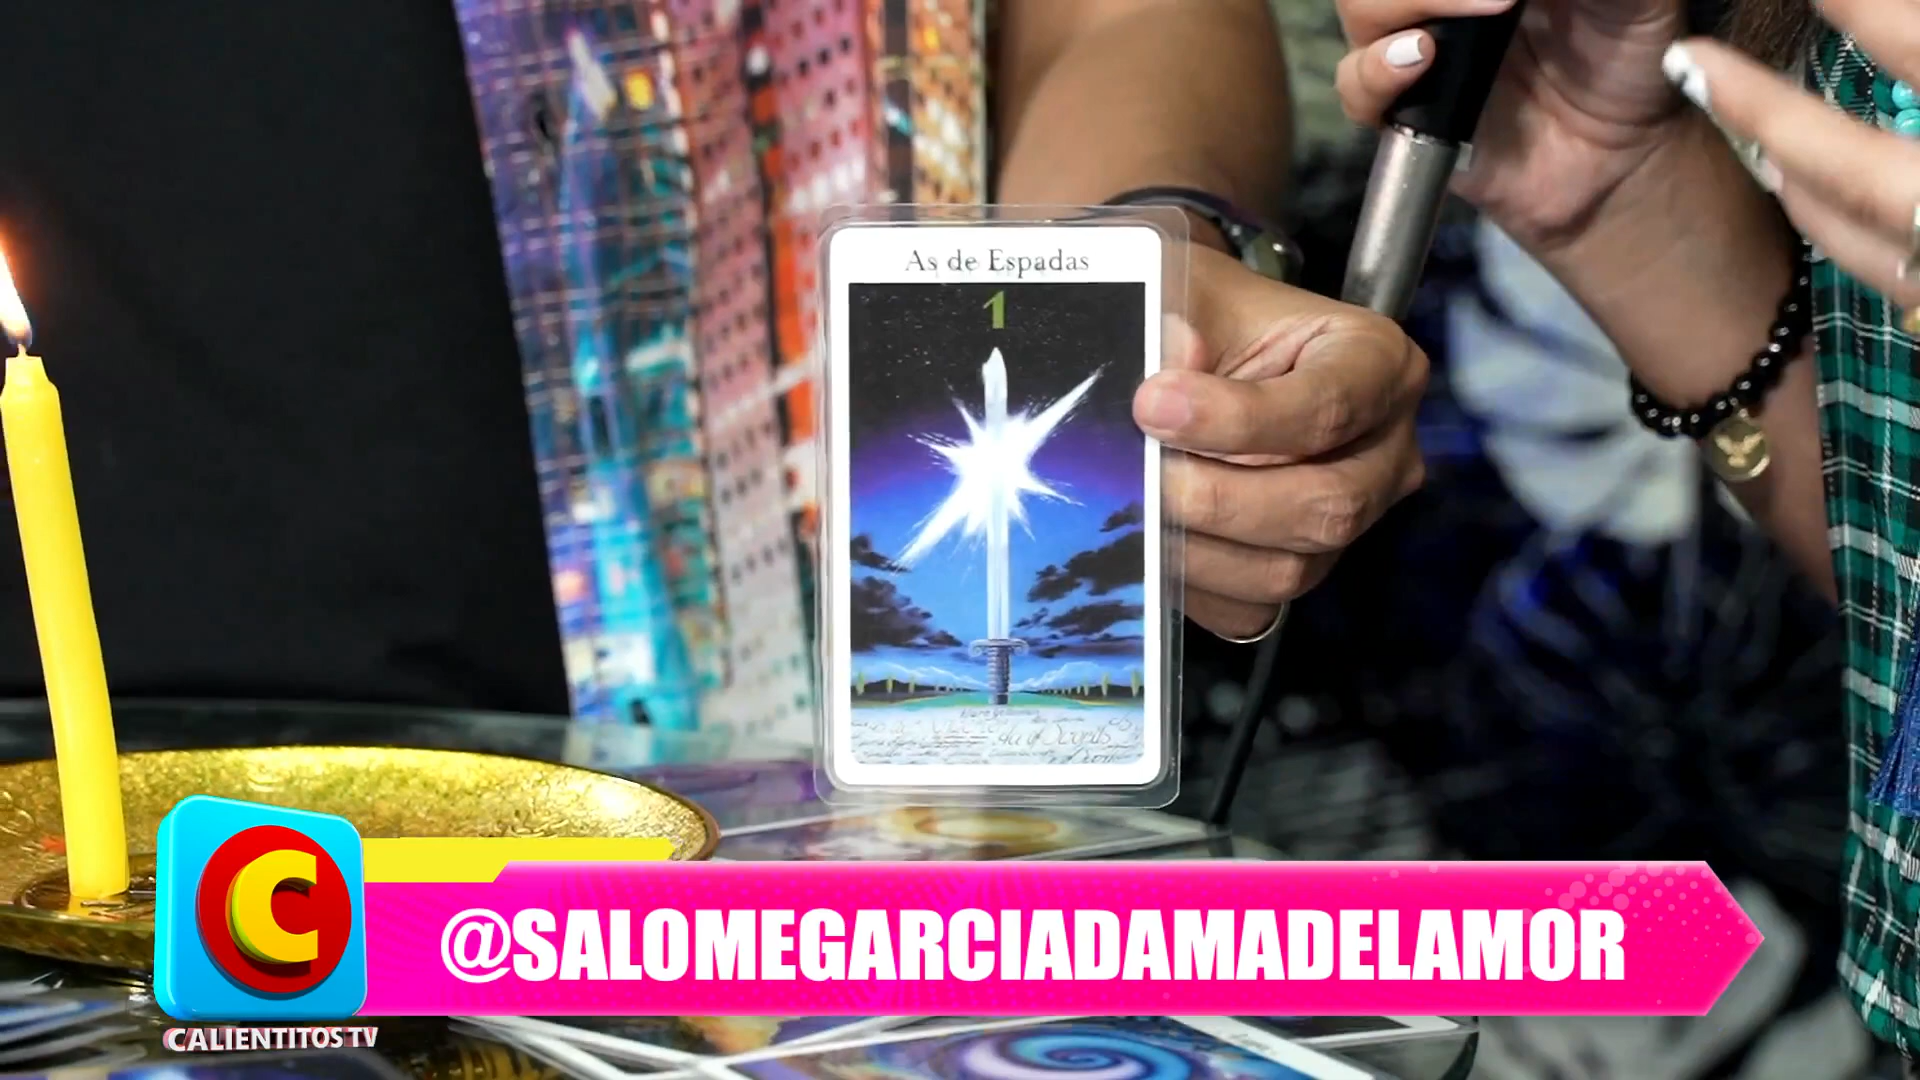 As de Espadas
1
C
@SALOMEGARCIADAMADELAMOR
CALIENTITOS TV